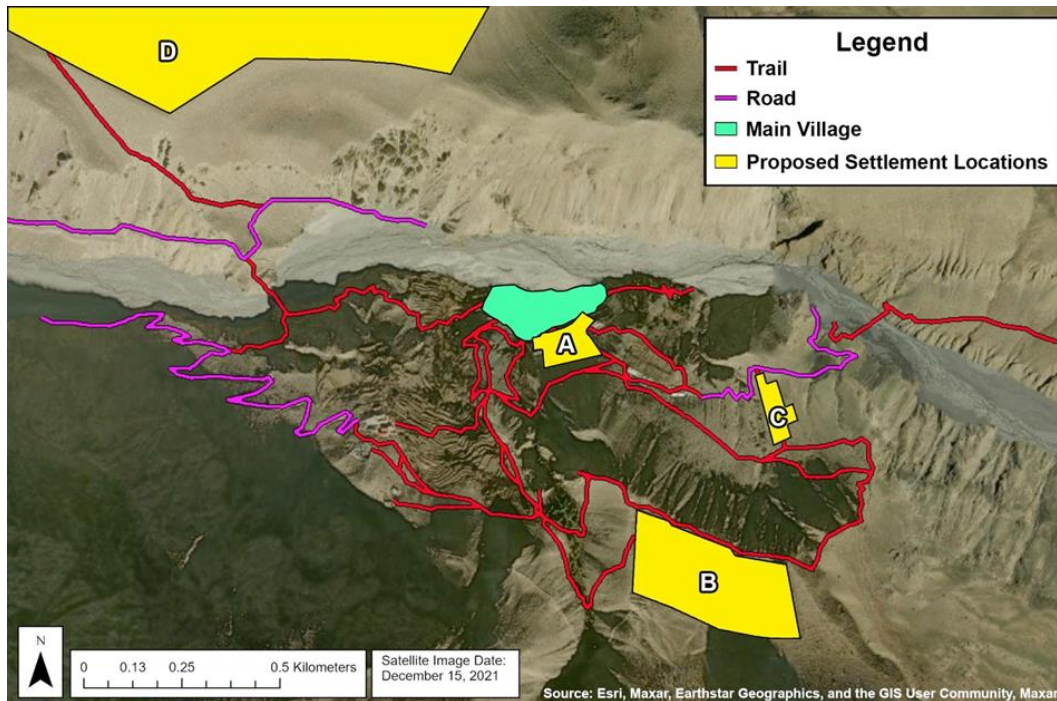 D
Legend
Trail
Road
Main Village
Proposed Settlement Locations
A
C
B
N
0 0.13 0.25 0.5 Kilometers
Satellite Image Date:
December 15, 2021
Source: Esri, Maxar, Earthstar Geographics, and the GIS User Community, Maxar